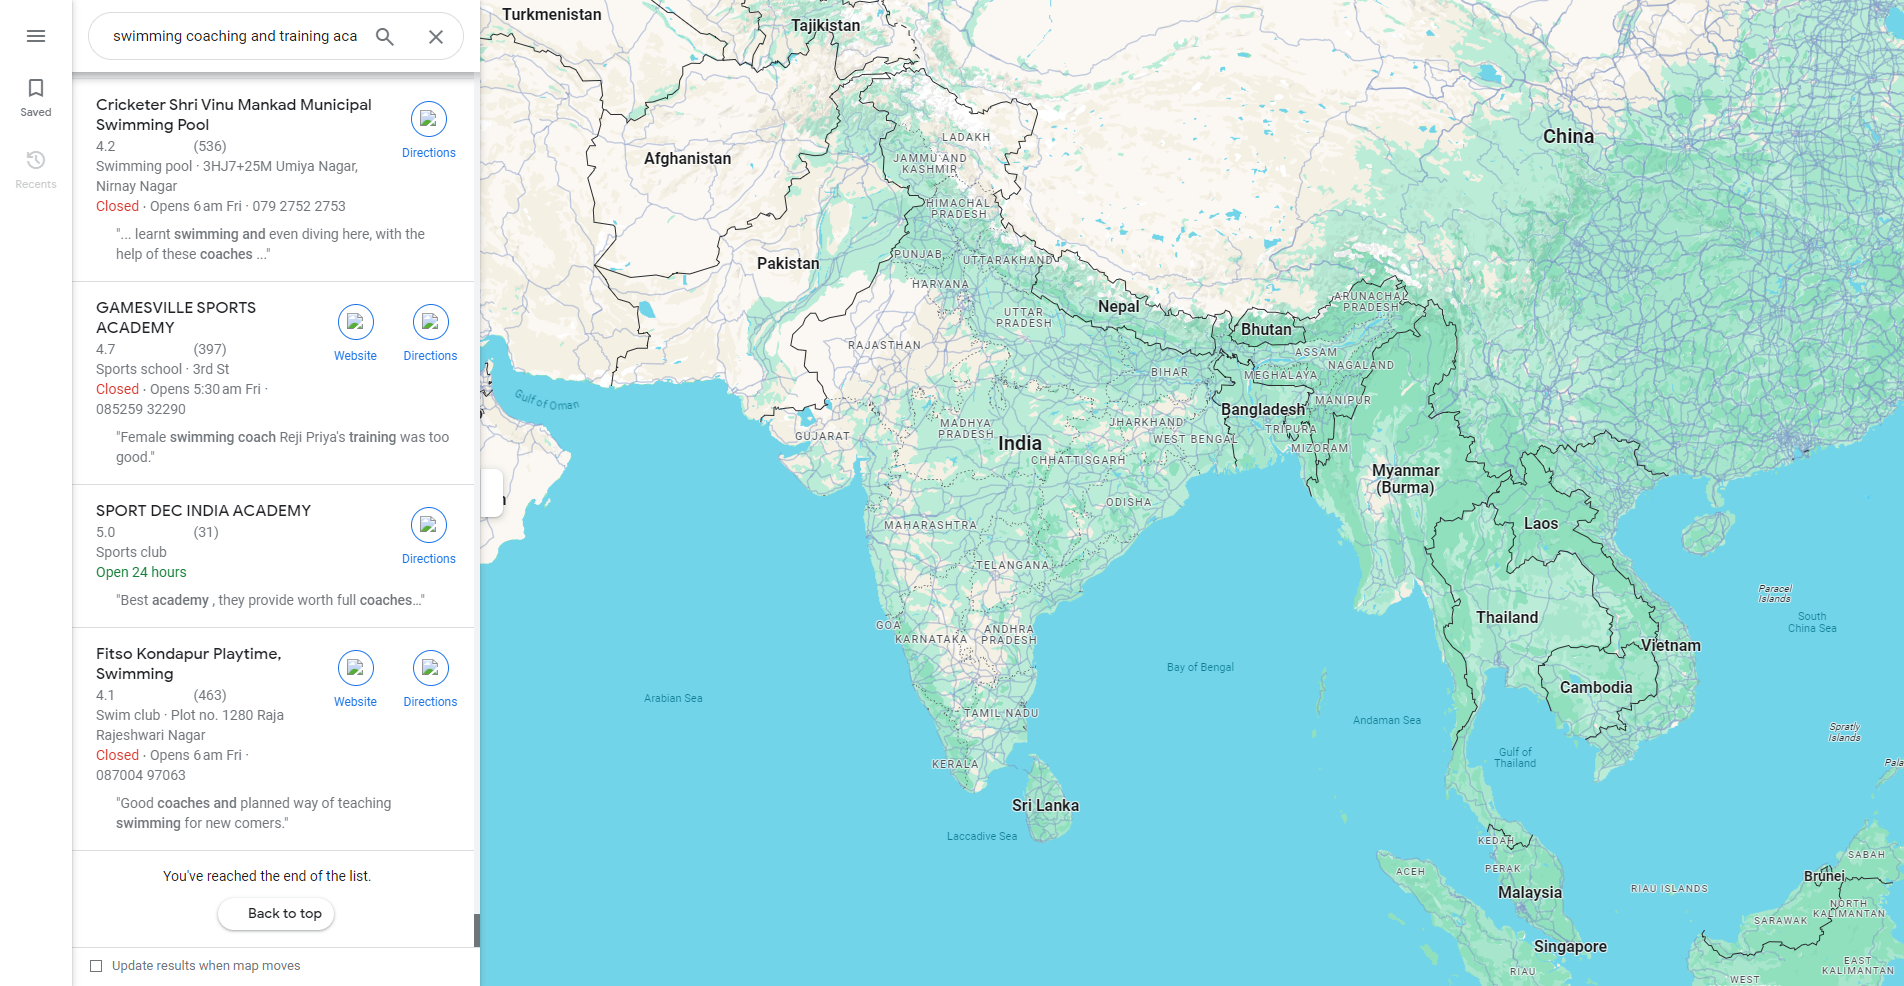 swimming coaching and training aca
Saved
Recents
Cricketer Shri Vinu Mankad Municipal
Swimming Pool
4.2 (536)
Swimming pool · 3HJ7+25M Umiya Nagar,
Nirnay Nagar
Closed · Opens 6 am Fri · 079 2752 2753
"... learnt swimming and even diving here, with the
help of these coaches ..."
Directions
GAMESVILLE SPORTS
ACADEMY
4.7 (397)
Sports school · 3rd St
Closed · Opens 5:30 am Fri ·
085259 32290
"Female swimming coach Reji Priya's training was too
good."
Website
Directions
SPORT DEC INDIA ACADEMY
5.0 (31)
Sports club
Open 24 hours
"Best academy , they provide worth full coaches…"
Directions
Fitso Kondapur Playtime,
Swimming
4.1 (463)
Swim club · Plot no. 1280 Raja
Rajeshwari Nagar
Closed · Opens 6 am Fri ·
087004 97063
"Good coaches and planned way of teaching
swimming for new comers."
Website
Directions
You've reached the end of the list.
Back to top
Update results when map moves
Turkmenistan
Tajikistan
China
LADAKH
Afghanistan
JAMMU AND
KASHMIR
HIMACHAL
PRADESH
PUNJAB
UTTARAKHAND
Pakistan
HARYANA
ARUNACHAL
PRADESH
Nepal
UTTAR
PRADESH
Bhutan
RAJASTHAN
ASSAM
NAGALAND
BIHAR
MEGHALAYA
Gulf of Oman
MANIPUR
Bangladesh
MADHYA
PRADESH
JHARKHAND
TRIPURA
GUJARAT
WEST BENGAL
India
MIZORAM
CHHATTISGARH
Myanmar
(Burma)
ODISHA
MAHARASHTRA
Laos
TELANGANA
Paracel
Islands
South
China Sea
Thailand
GOA
KARNATAKA
ANDHRA
PRADESH
Vietnam
Bay of Bengal
Cambodia
Arabian Sea
TAMIL NADU
Andaman Sea
Spratly
Islands
Gulf of
Thailand
KERALA
Pala
Sri Lanka
Laccadive Sea
KEDAH
SABAH
ACEH
PERAK
Brunei
Malaysia
RIAU ISLANDS
NORTH
KALIMANTAN
SARAWAK
Singapore
EAST
KALIMANTAN
RIAU
WEST